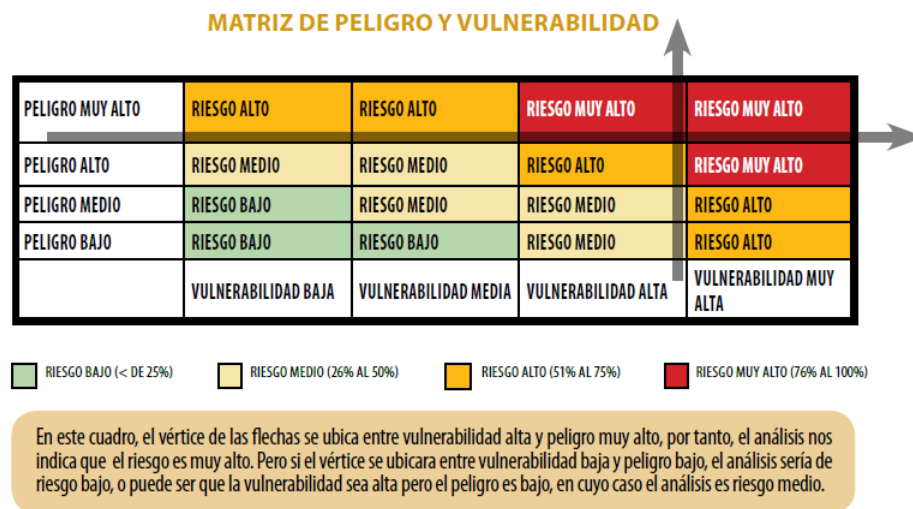 MATRIZ DE PELIGRO Y VULNERABILIDAD
PELIGRO MUY ALTO RIESGO ALTO RIESGO ALTO RIESGO MUY ALTO RIESGO MUY ALTO
PELIGRO ALTO RIESGO MEDIO RIESGO MEDIO RIESGO ALTO RIESGO MUY ALTO
PELIGRO MEDIO RIESGO BAJO RIESGO MEDIO RIESGO MEDIO RIESGO ALTO
PELIGRO BAJO RIESGO BAJO RIESGO BAJO RIESGO MEDIO RIESGO ALTO
VULNERABILIDAD BAJA VULNERABILIDAD MEDIA VULNERABILIDAD ALTA VULNERABILIDAD MUY
ALTA
RIESGO BAJO (< DE 25%) RIESGO MEDIO (26% AL 50%) RIESGO ALTO (51% AL 75%) RIESGO MUY ALTO (76% AL 100%)
En este cuadro, el vértice de las flechas se ubica entre vulnerabilidad alta y peligro muy alto, por tanto, el análisis nos
indica que el riesgo es muy alto. Pero si el vértice se ubicara entre vulnerabilidad baja y peligro bajo, el análisis sería de
riesgo bajo, o puede ser que la vulnerabilidad sea alta pero el peligro es bajo, en cuyo caso el análisis es riesgo medio.